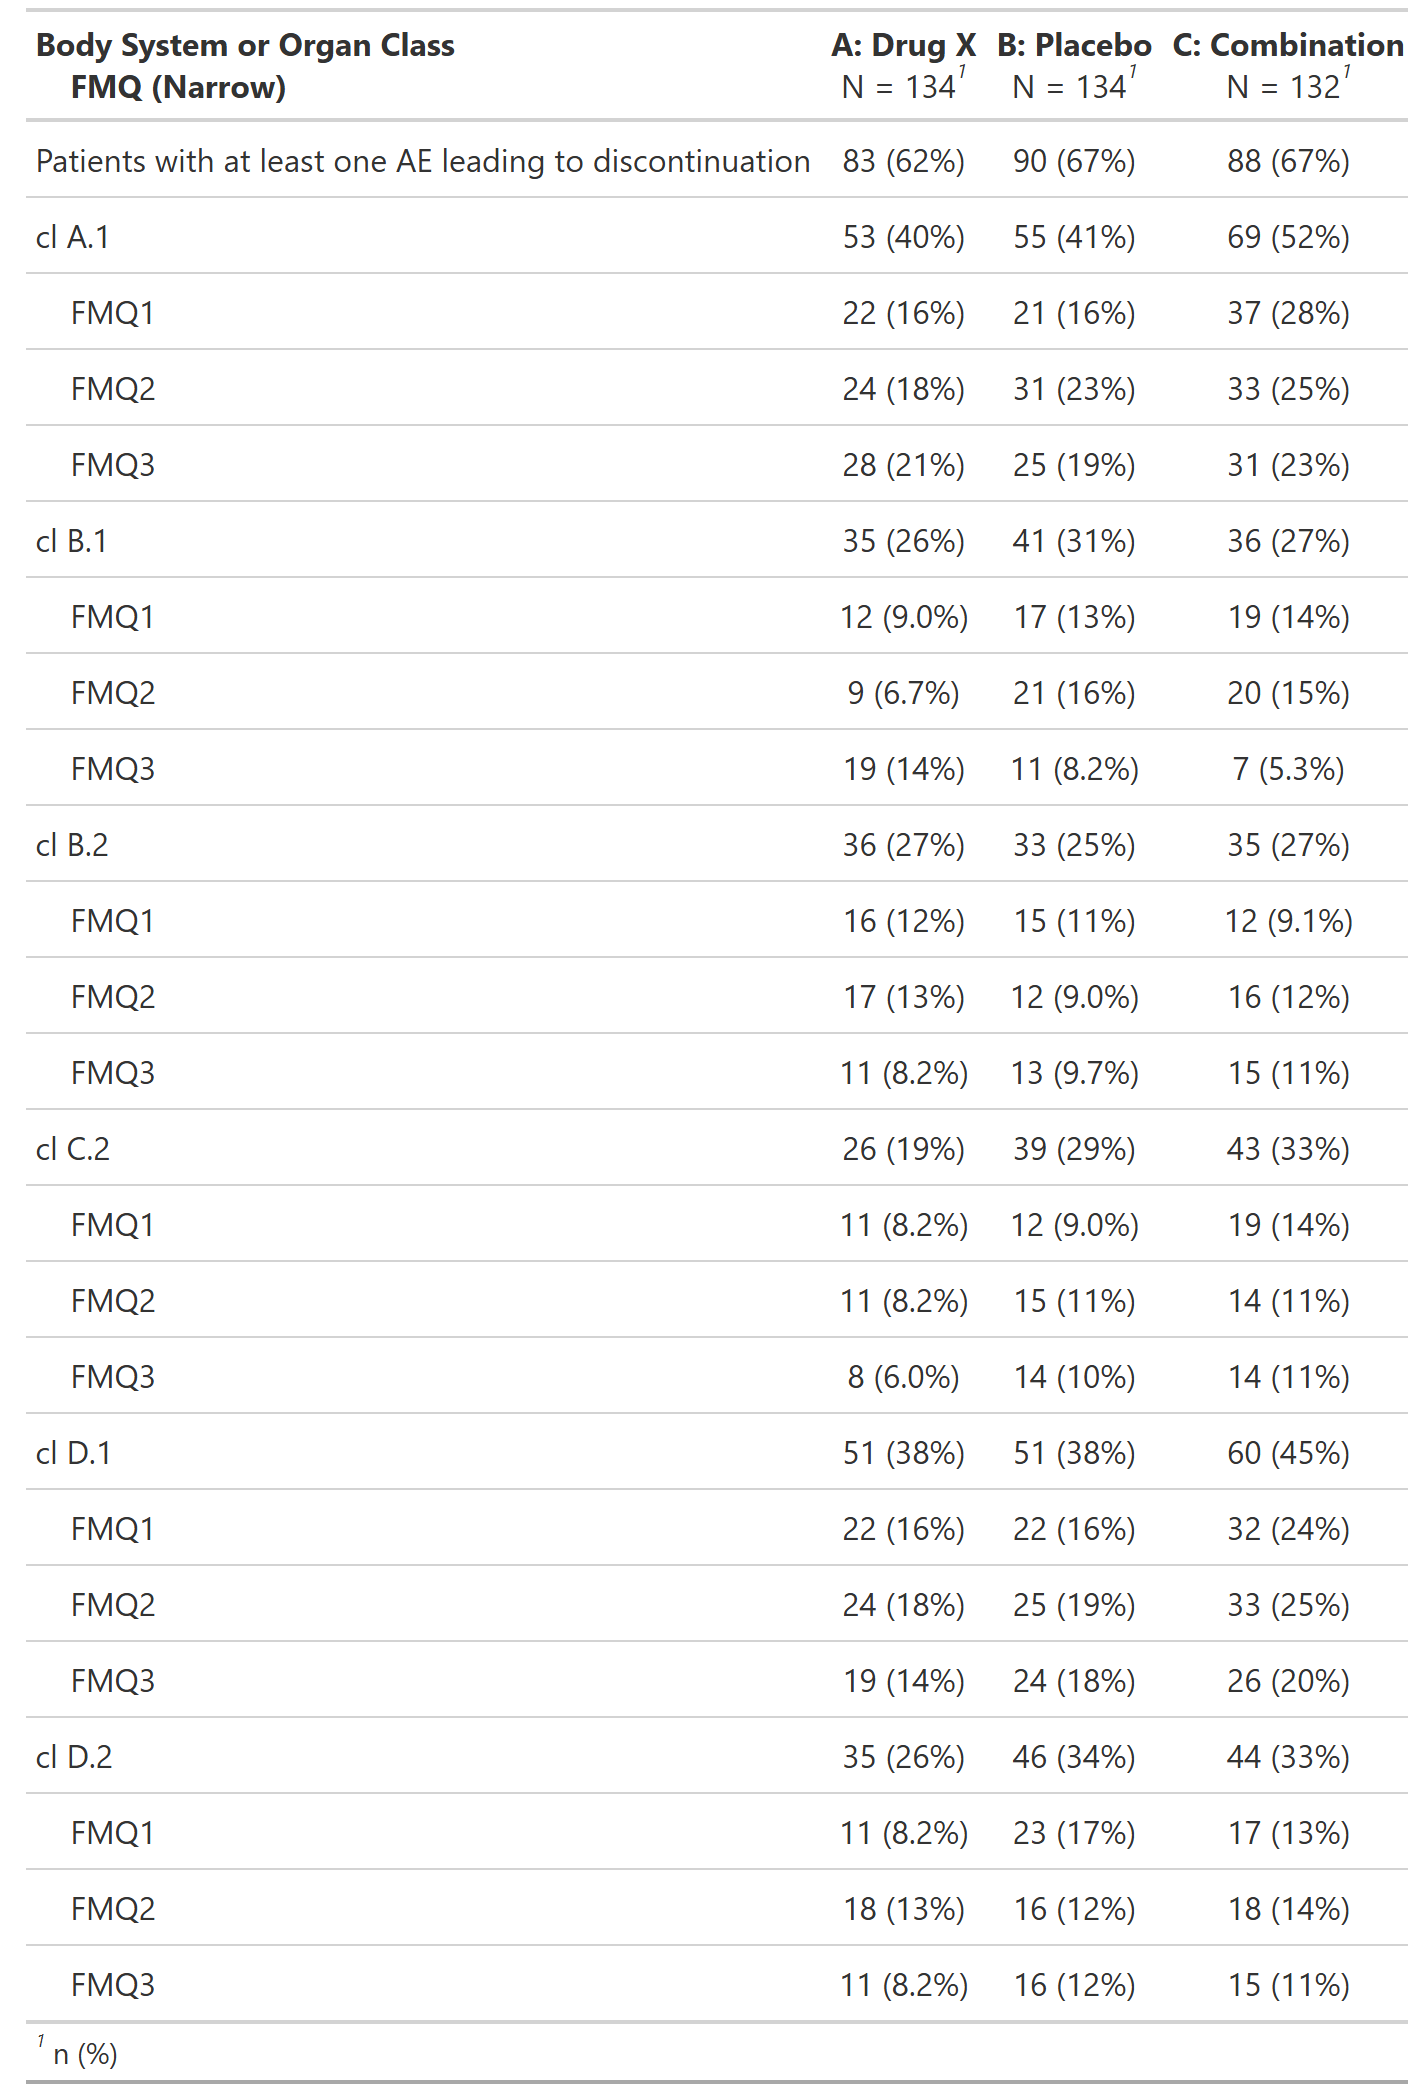 Body System or Organ Class A: Drug X B: Placebo C: Combination
FMQ (Narrow) N = 134¹ N = 134¹ N = 132¹
Patients with at least one AE leading to discontinuation 83 (62%) 90 (67%) 88 (67%)
cl A.1 53 (40%) 55 (41%) 69 (52%)
FMQ1 22 (16%) 21 (16%) 37 (28%)
FMQ2 24 (18%) 31 (23%) 33 (25%)
FMQ3 28 (21%) 25 (19%) 31 (23%)
cl B.1 35 (26%) 41 (31%) 36 (27%)
FMQ1 12 (9.0%) 17 (13%) 19 (14%)
FMQ2 9 (6.7%) 21 (16%) 20 (15%)
FMQ3 19 (14%) 11 (8.2%) 7 (5.3%)
cl B.2 36 (27%) 33 (25%) 35 (27%)
FMQ1 16 (12%) 15 (11%) 12 (9.1%)
FMQ2 17 (13%) 12 (9.0%) 16 (12%)
FMQ3 11 (8.2%) 13 (9.7%) 15 (11%)
cl C.2 26 (19%) 39 (29%) 43 (33%)
FMQ1 11 (8.2%) 12 (9.0%) 19 (14%)
FMQ2 11 (8.2%) 15 (11%) 14 (11%)
FMQ3 8 (6.0%) 14 (10%) 14 (11%)
cl D.1 51 (38%) 51 (38%) 60 (45%)
FMQ1 22 (16%) 22 (16%) 32 (24%)
FMQ2 24 (18%) 25 (19%) 33 (25%)
FMQ3 19 (14%) 24 (18%) 26 (20%)
cl D.2 35 (26%) 46 (34%) 44 (33%)
FMQ1 11 (8.2%) 23 (17%) 17 (13%)
FMQ2 18 (13%) 16 (12%) 18 (14%)
FMQ3 11 (8.2%) 16 (12%) 15 (11%)
¹ n (%)